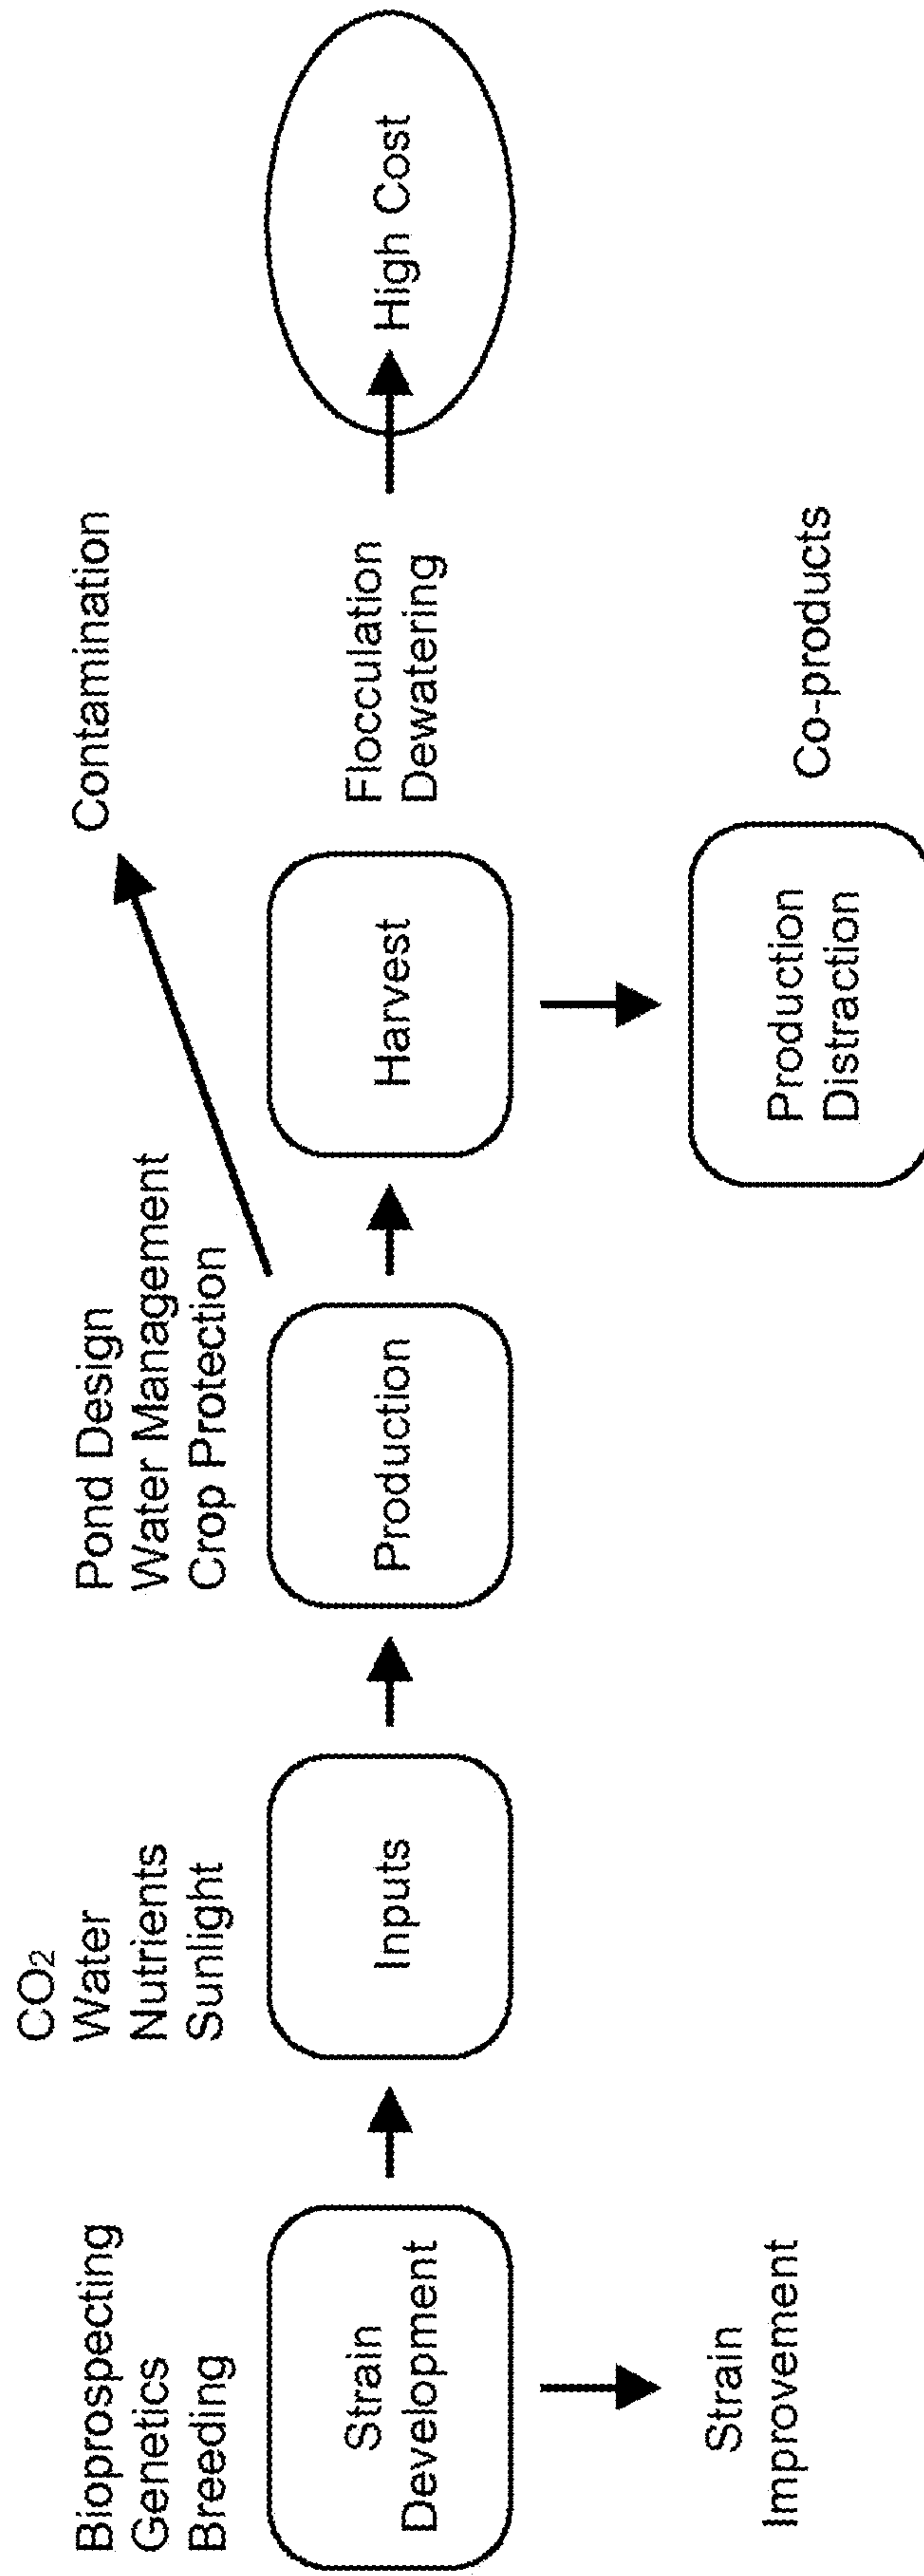 Bioprospecting
Genetics
Breeding
Strain
Development
Strain
Improvement
CO₂
Water
Nutrients
Sunlight
Inputs
Pond Design
Water Management
Crop Protection
Production
Contamination
Harvest
Flocculation
Dewatering
High Cost
Production
Distraction
Co-products